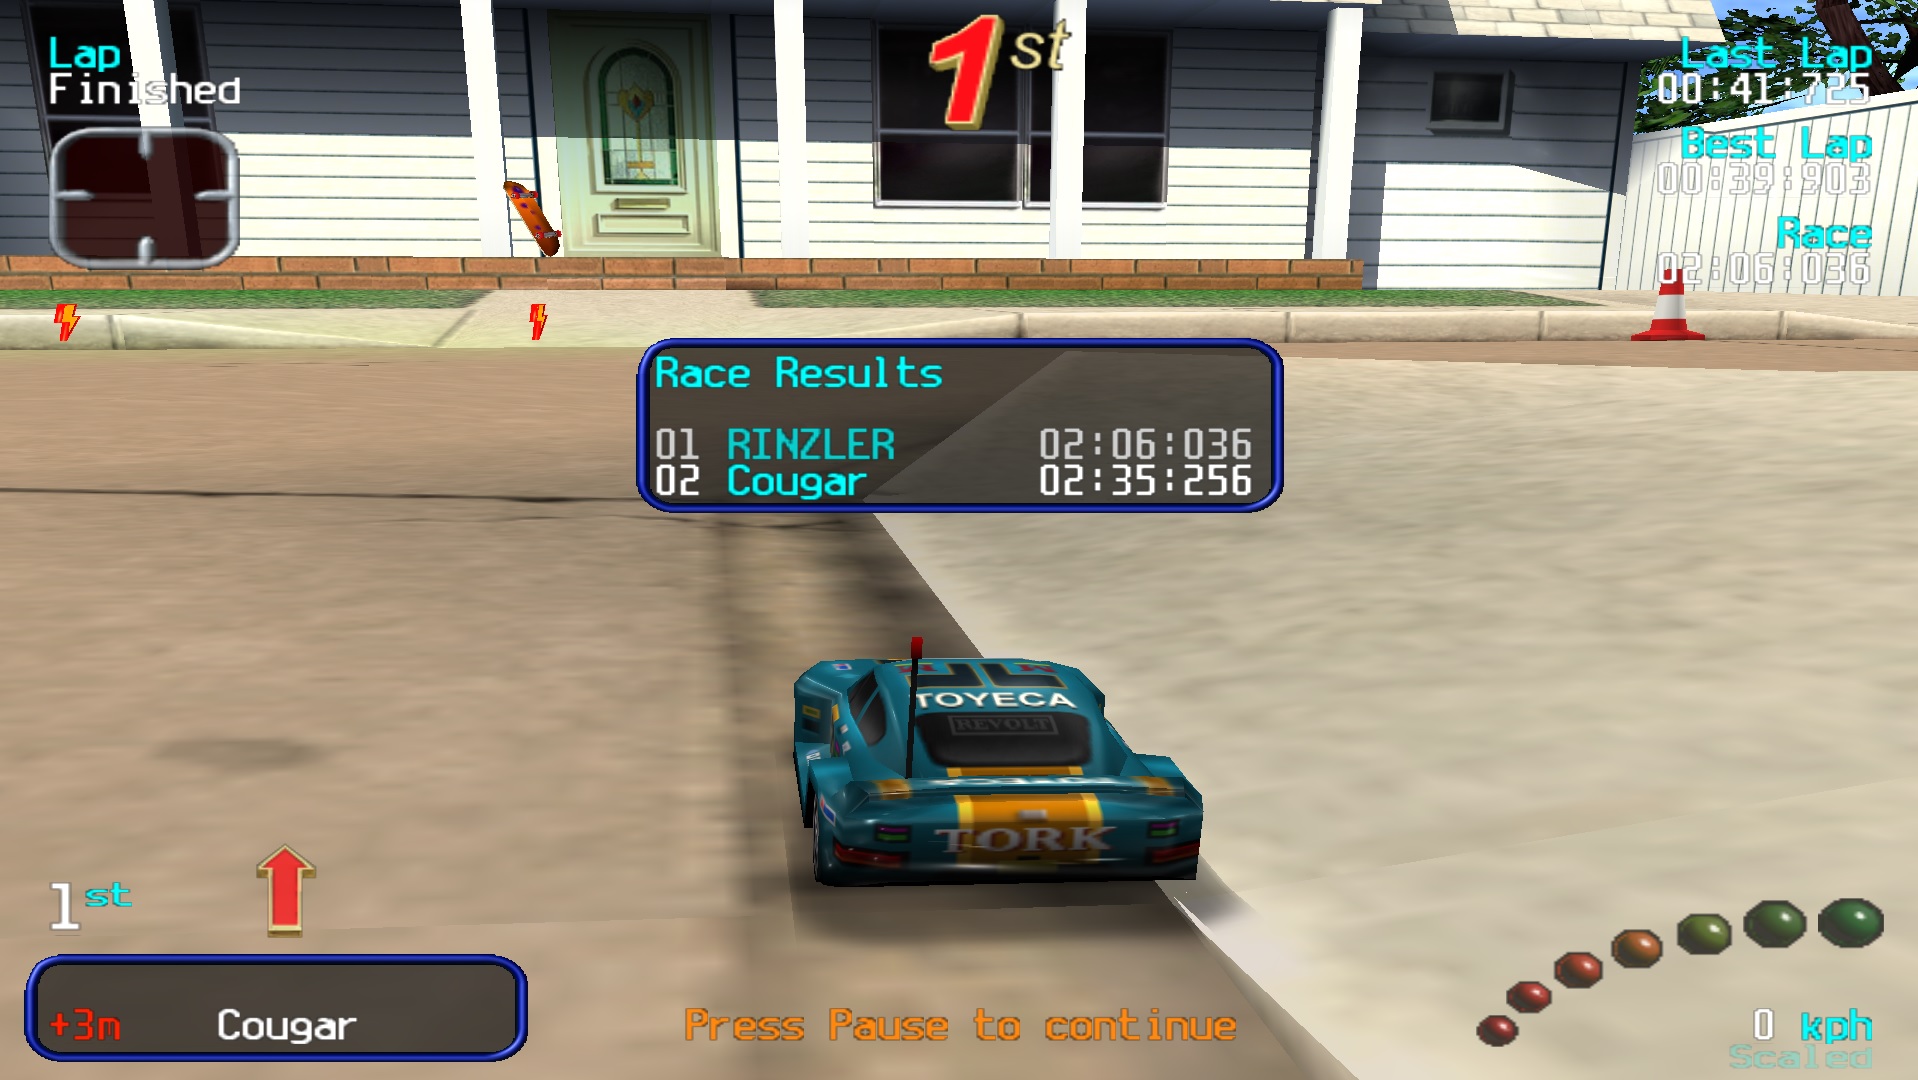 Lap
Finished
1st
Last Lap
00:41:725
Best Lap
00:39:903
Race
02:06:036
Race Results
01 RINZLER 02:06:036
02 Cougar 02:35:256
TOYECA
REVOLT
TORK
1st
+3m Cougar
Press Pause to continue
0 kph
Scaled